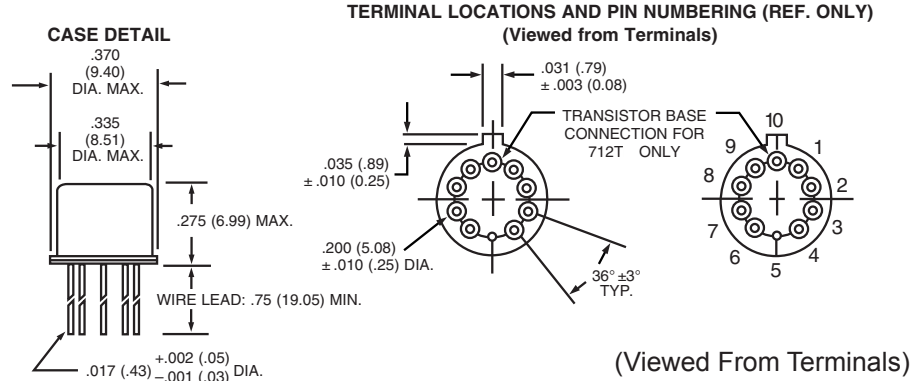 TERMINAL LOCATIONS AND PIN NUMBERING (REF. ONLY)
(Viewed from Terminals)
CASE DETAIL
.370
(9.40)
DIA. MAX.
.335
(8.51)
DIA. MAX.
.275 (6.99) MAX.
WIRE LEAD: .75 (19.05) MIN.
.017 (.43) +.002 (.05) –.001 (.03) DIA.
.031 (.79)
± .003 (0.08)
TRANSISTOR BASE
CONNECTION FOR
712T ONLY
.035 (.89)
± .010 (0.25)
.200 (5.08)
± .010 (.25) DIA.
36° ±3°
TYP.
10
9
1
8
2
7
3
6
4
5
(Viewed From Terminals)